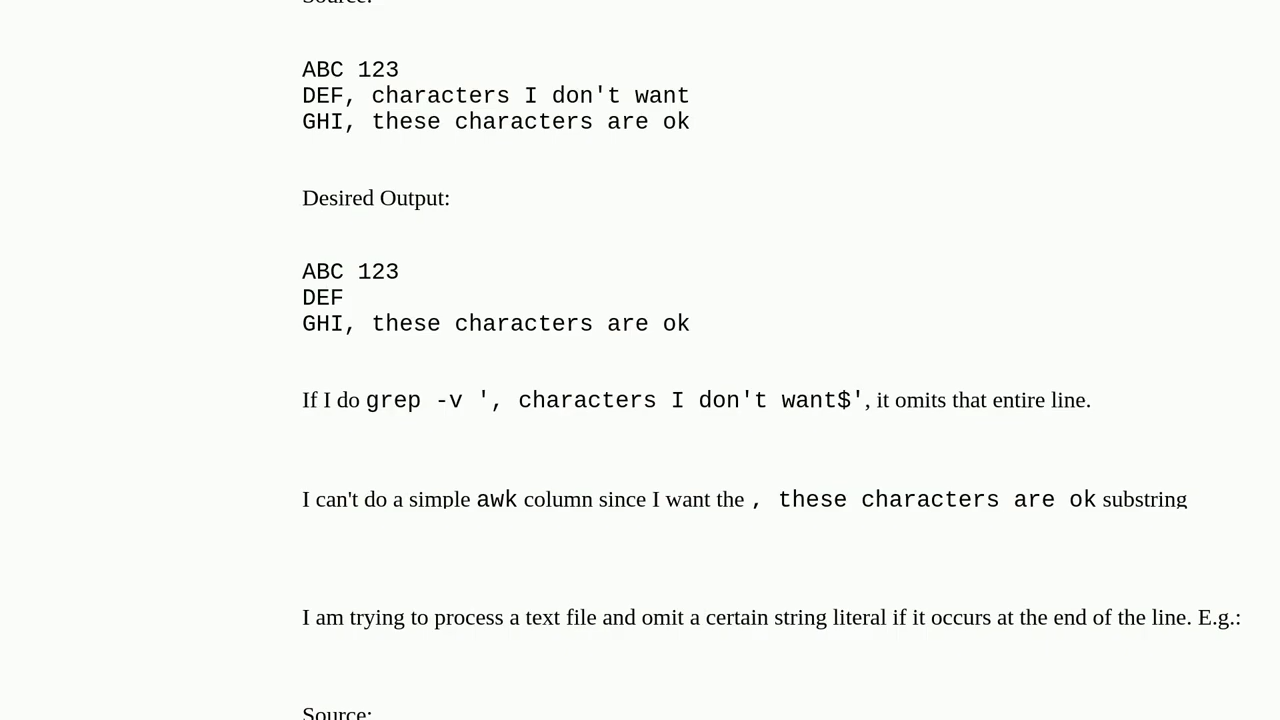 Source:
ABC 123
DEF, characters I don't want
GHI, these characters are ok
Desired Output:
ABC 123
DEF
GHI, these characters are ok
If I do grep -v ', characters I don't want$', it omits that entire line.
I can't do a simple awk column since I want the , these characters are ok substring
I am trying to process a text file and omit a certain string literal if it occurs at the end of the line. E.g.:
Source: